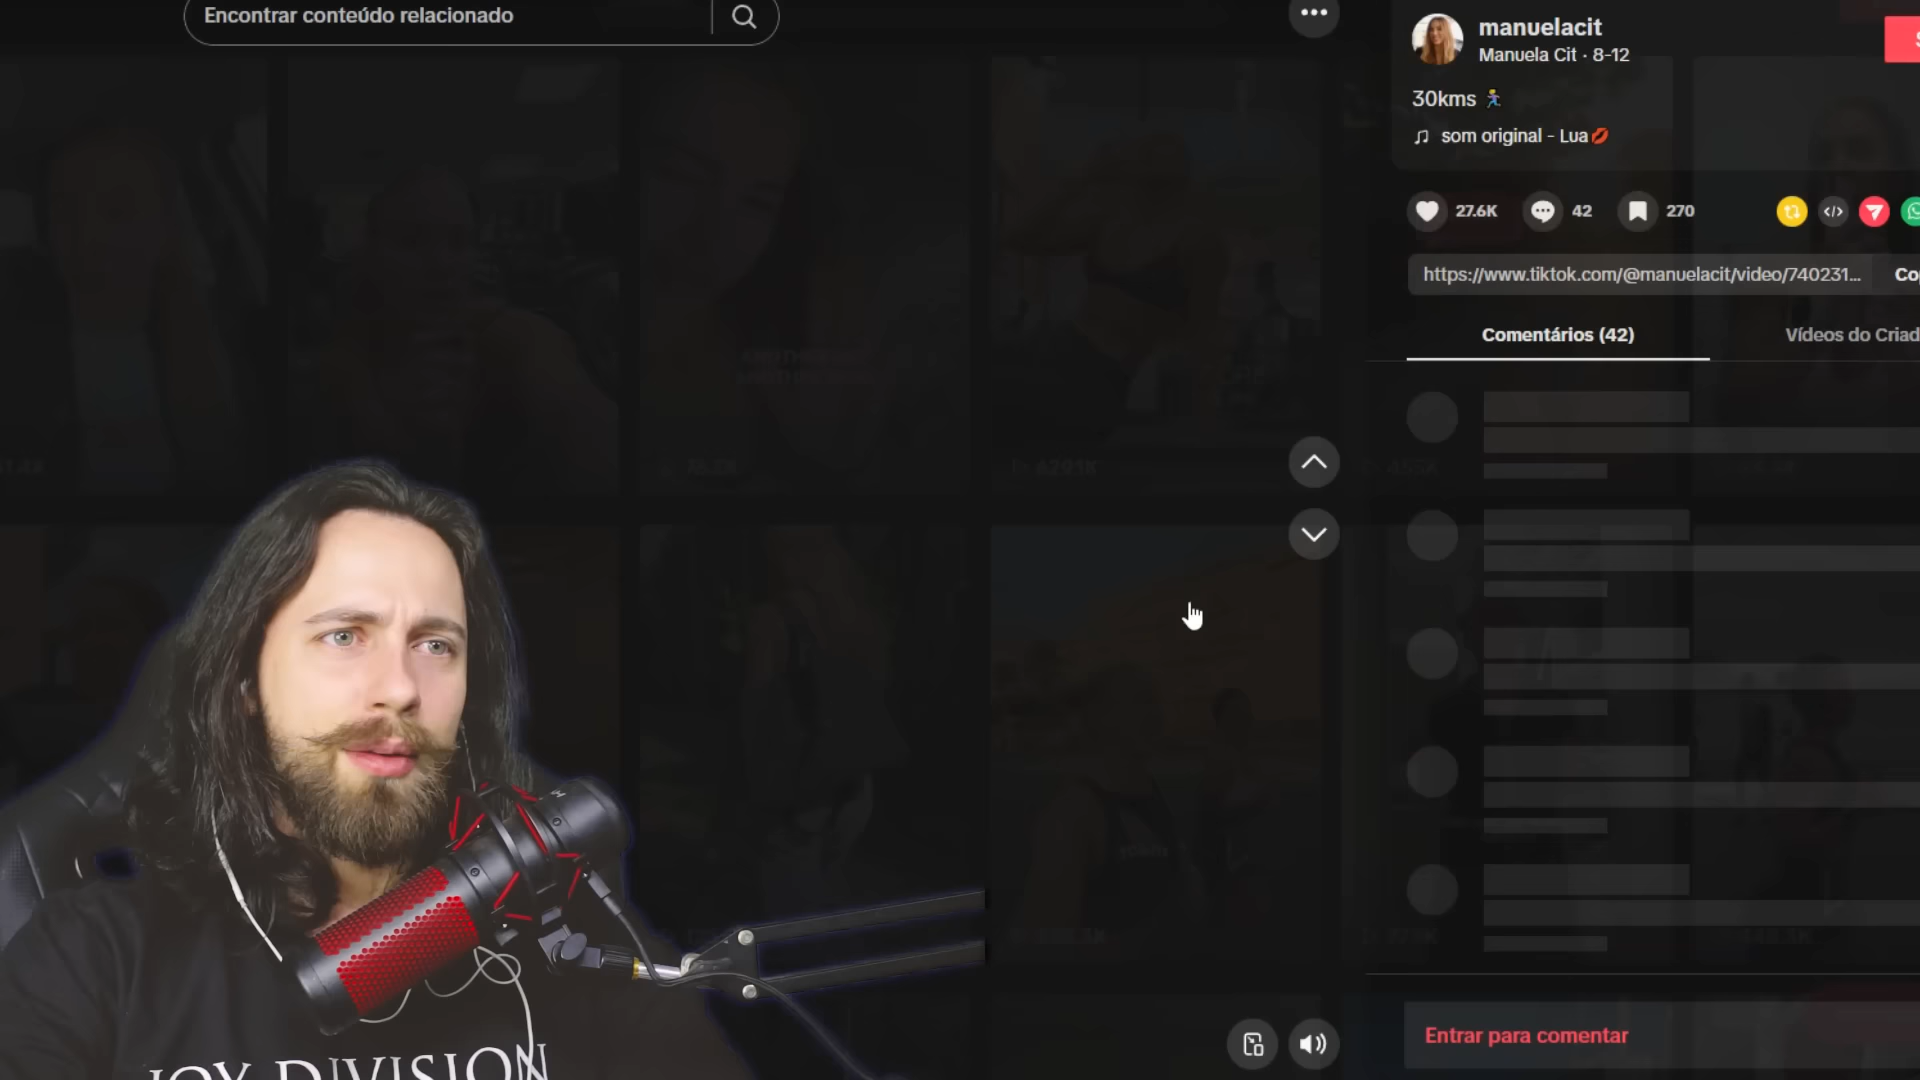 Encontrar conteúdo relacionado
manuelacit
Manuela Cit · 8-12
30kms
som original - Lua
27.6K
42
270
https://www.tiktok.com/@manuelacit/video/740231...
Comentários (42)
Vídeos do Criad
Entrar para comentar
JOY DIVISION